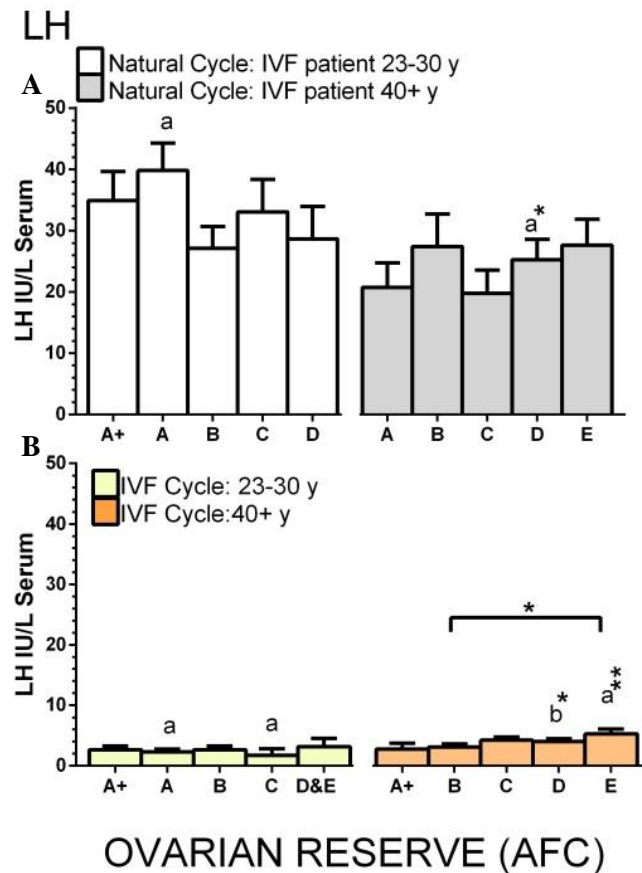 LH
Natural Cycle: IVF patient 23-30 y
A
Natural Cycle: IVF patient 40+ y
LH IU/L Serum
50
40
30
20
10
0
a
a*
A+ A B C D
A B C D E
B
IVF Cycle: 23-30 y
IVF Cycle:40+ y
LH IU/L Serum
50
40
30
20
10
0
*
a
a
b*
a**
A+ A B C D&E
A+ B C D E
OVARIAN RESERVE (AFC)